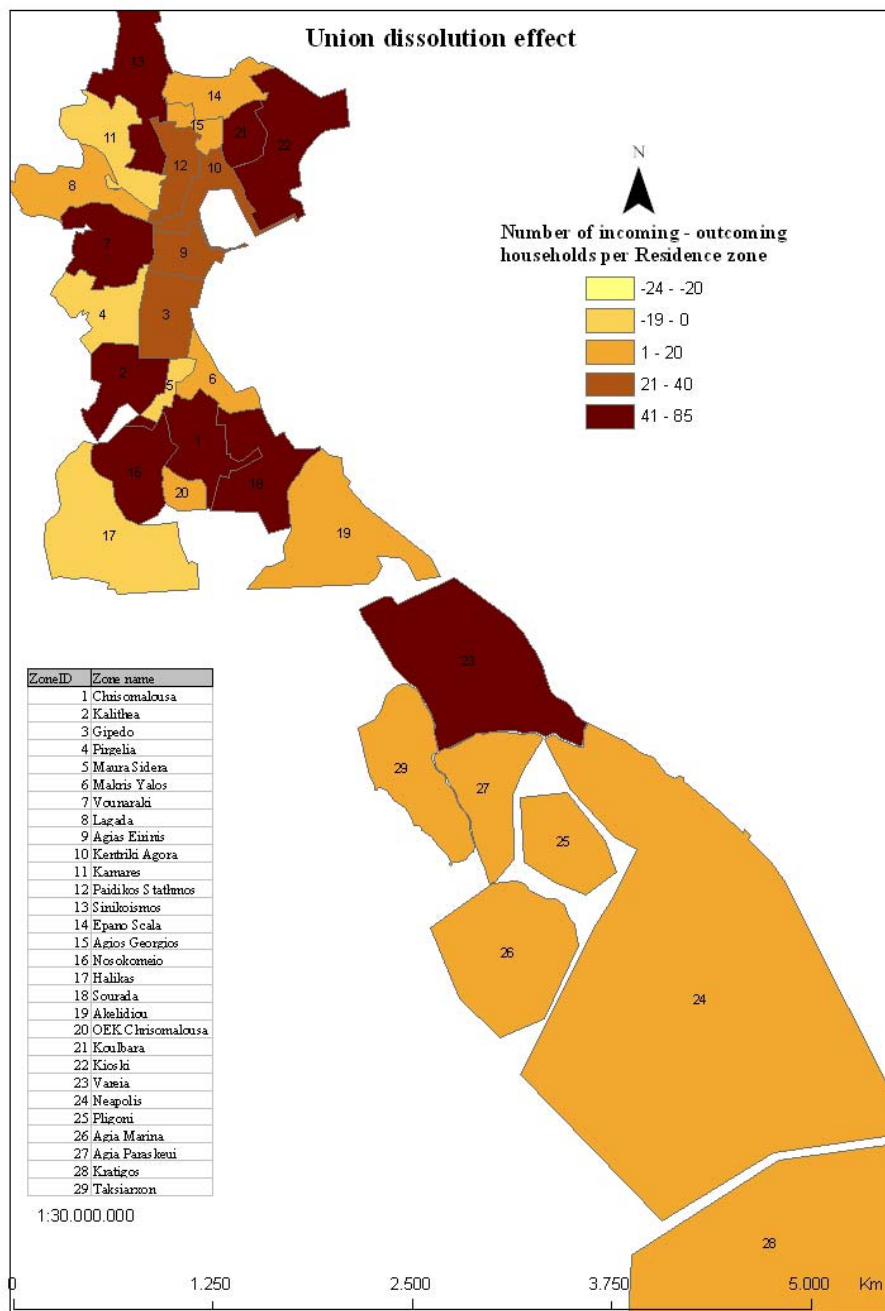 Union dissolution effect
13
14
15
11
21
22
12
10
8
7
9
4
3
2
5
6
1
16
18
20
17
19
N
Number of incoming - outcoming
households per Residence zone
-24 - -20
-19 - 0
1 - 20
21 - 40
41 - 85
23
29
27
25
26
24
28
ZoneID Zone name
1 Chrisomalousa
2 Kalithea
3 Gipedo
4 Pirgelia
5 Maura Sidera
6 Makris Yalos
7 Vounaraki
8 Lagada
9 Agias Eirinis
10 Kentriki Agora
11 Kamares
12 Paidikos Stathmos
13 Sinikoismos
14 Epano Scala
15 Agios Georgios
16 Nosokomeio
17 Halikas
18 Sourada
19 Akelidiou
20 OEK Chrisomalousa
21 Koulbara
22 Kioski
23 Vareia
24 Neapolis
25 Pligoni
26 Agia Marina
27 Agia Paraskeui
28 Kratigos
29 Taksiarxon
1:30.000.000
0 1.250 2.500 3.750 5.000 Km